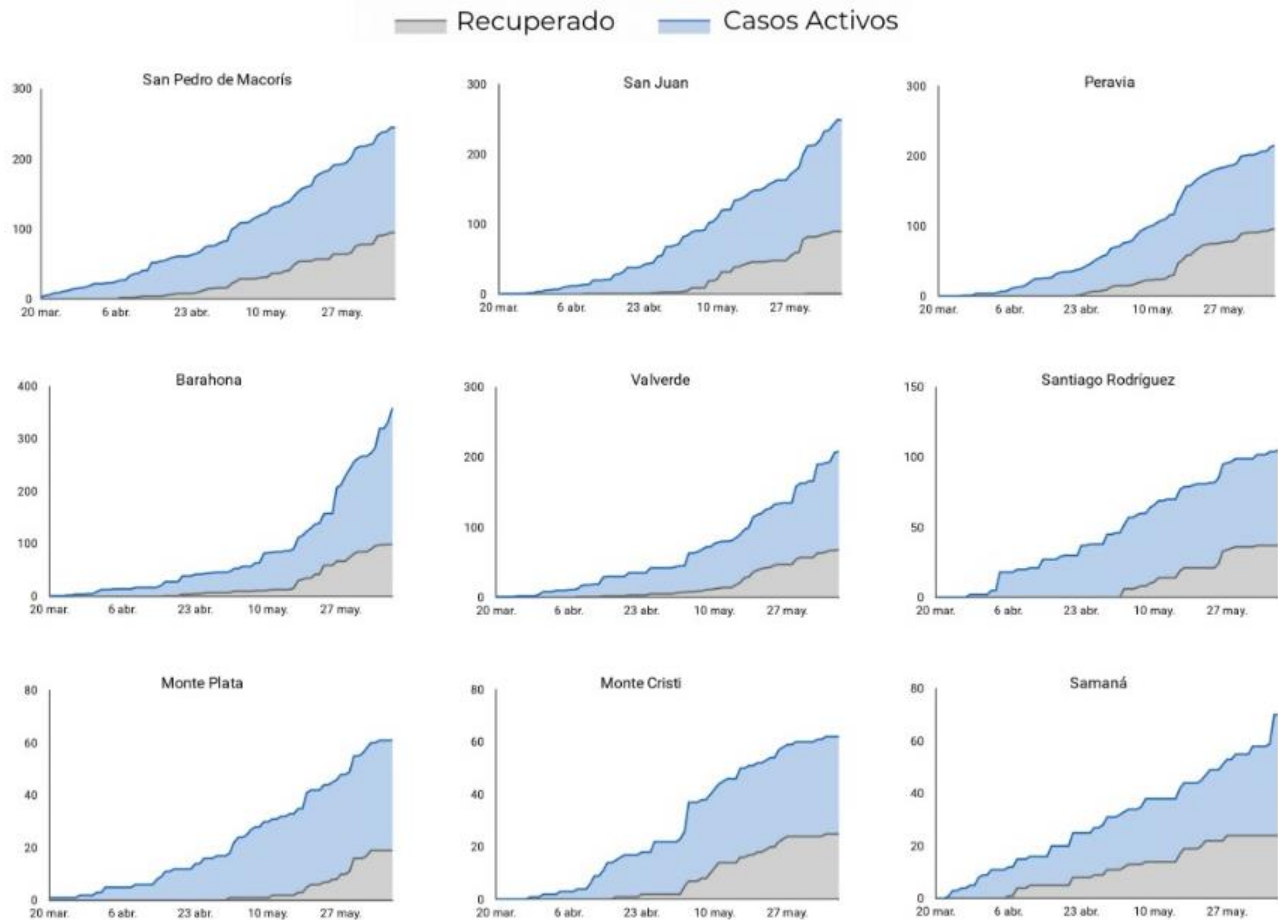 Recuperado Casos Activos
San Pedro de Macorís
300
200
100
0
20 mar. 6 abr. 23 abr. 10 may. 27 may.
San Juan
300
200
100
0
20 mar. 6 abr. 23 abr. 10 may. 27 may.
Peravia
300
200
100
0
20 mar. 6 abr. 23 abr. 10 may. 27 may.
Barahona
400
300
200
100
0
20 mar. 6 abr. 23 abr. 10 may. 27 may.
Valverde
300
200
100
0
20 mar. 6 abr. 23 abr. 10 may. 27 may.
Santiago Rodríguez
150
100
50
0
20 mar. 6 abr. 23 abr. 10 may. 27 may.
Monte Plata
80
60
40
20
0
20 mar. 6 abr. 23 abr. 10 may. 27 may.
Monte Cristi
80
60
40
20
0
20 mar. 6 abr. 23 abr. 10 may. 27 may.
Samaná
80
60
40
20
0
20 mar. 6 abr. 23 abr. 10 may. 27 may.